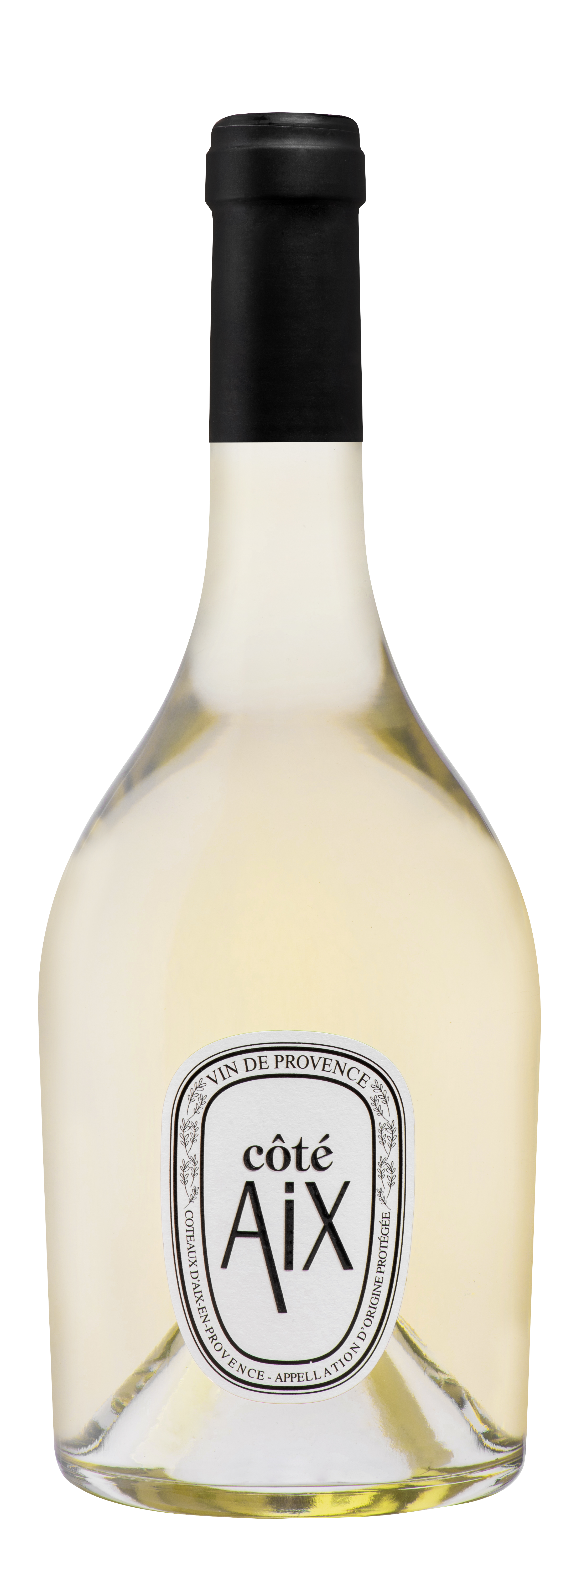 VIN DE PROVENCE
côté
AiX
COTEAUX D'AIX-EN-PROVENCE - APPELLATION D'ORIGINE PROTÉGÉE